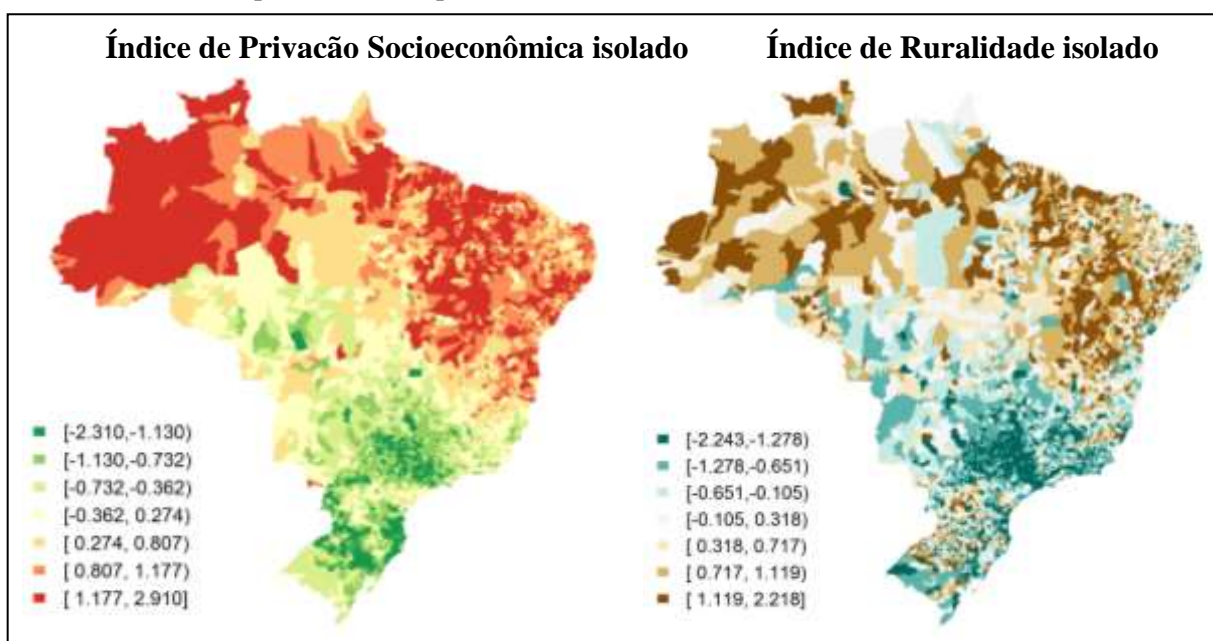 Índice de Privacão Socioeconômica isolado
Índice de Ruralidade isolado
[-2.310,-1.130)
[-1.130,-0.732)
[-0.732,-0.362)
[-0.362, 0.274)
[ 0.274, 0.807)
[ 0.807, 1.177)
[ 1.177, 2.910]
[-2.243,-1.278)
[-1.278,-0.651)
[-0.651,-0.105)
[-0.105, 0.318)
[ 0.318, 0.717)
[ 0.717, 1.119)
[ 1.119, 2.218]